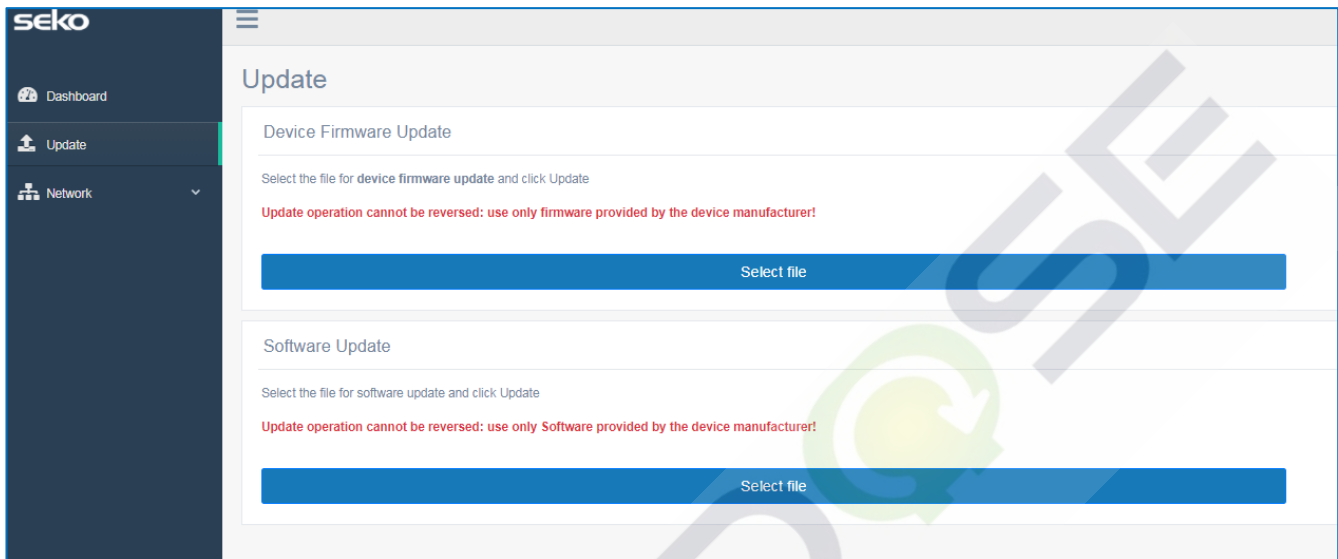 seko
Dashboard
Update
Network
Update
Device Firmware Update
Select the file for device firmware update and click Update
Update operation cannot be reversed: use only firmware provided by the device manufacturer!
Select file
Software Update
Select the file for software update and click Update
Update operation cannot be reversed: use only Software provided by the device manufacturer!
Select file